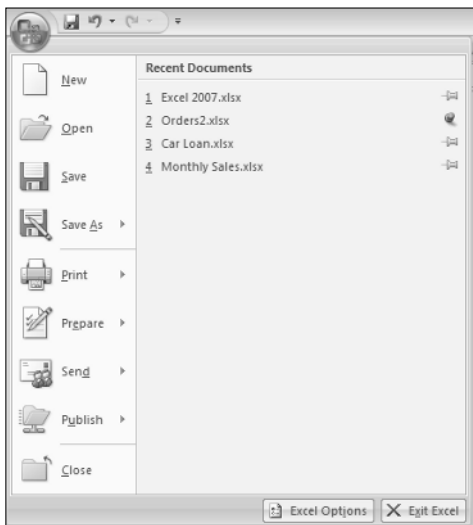 New
Open
Save
Save As
Print
Prepare
Send
Publish
Close
Recent Documents
1 Excel 2007.xlsx
2 Orders2.xlsx
3 Car Loan.xlsx
4 Monthly Sales.xlsx
Excel Options
Exit Excel